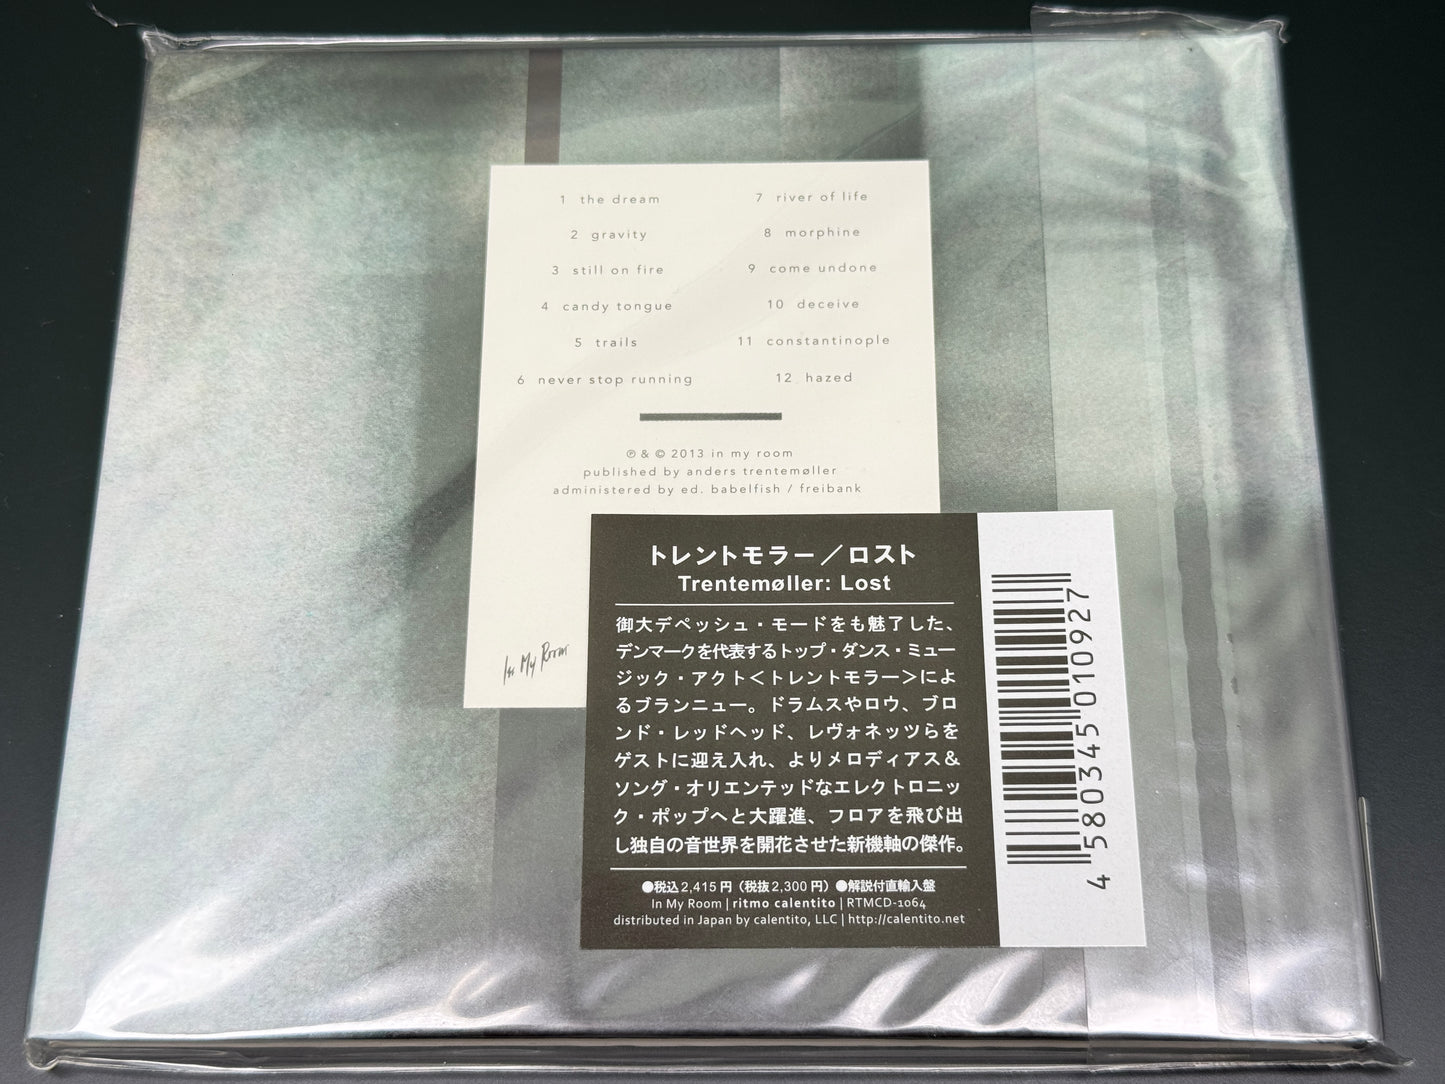 1 the dream
2 gravity
3 still on fire
4 candy tongue
5 trails
6 never stop running
7 river of life
8 morphine
9 come undone
10 deceive
11 constantinople
12 hazed
℗ & © 2013 in my room
published by anders trentemøller
administered by ed. babelfish / freibank
In My Room
トレントモラー／ロスト
Trentemøller: Lost
御大デペッシュ・モードをも魅了した、
デンマークを代表するトップ・ダンス・ミュー
ジック・アクト<トレントモラー>によ
るブランニュー。ドラムスやロウ、ブロ
ンド・レッドヘッド、レヴォネッツらを
ゲストに迎え入れ、よりメロディアス＆
ソング・オリエンテッドなエレクトロニッ
ク・ポップへと大躍進、フロアを飛び出
し独自の音世界を開花させた新機軸の傑作。
●税込2,415円（税抜2,300円）●解説付直輸入盤
In My Room | ritmo calentito | RTMCD-1064
distributed in Japan by calentito, LLC | http://calentito.net
4 580345 010927